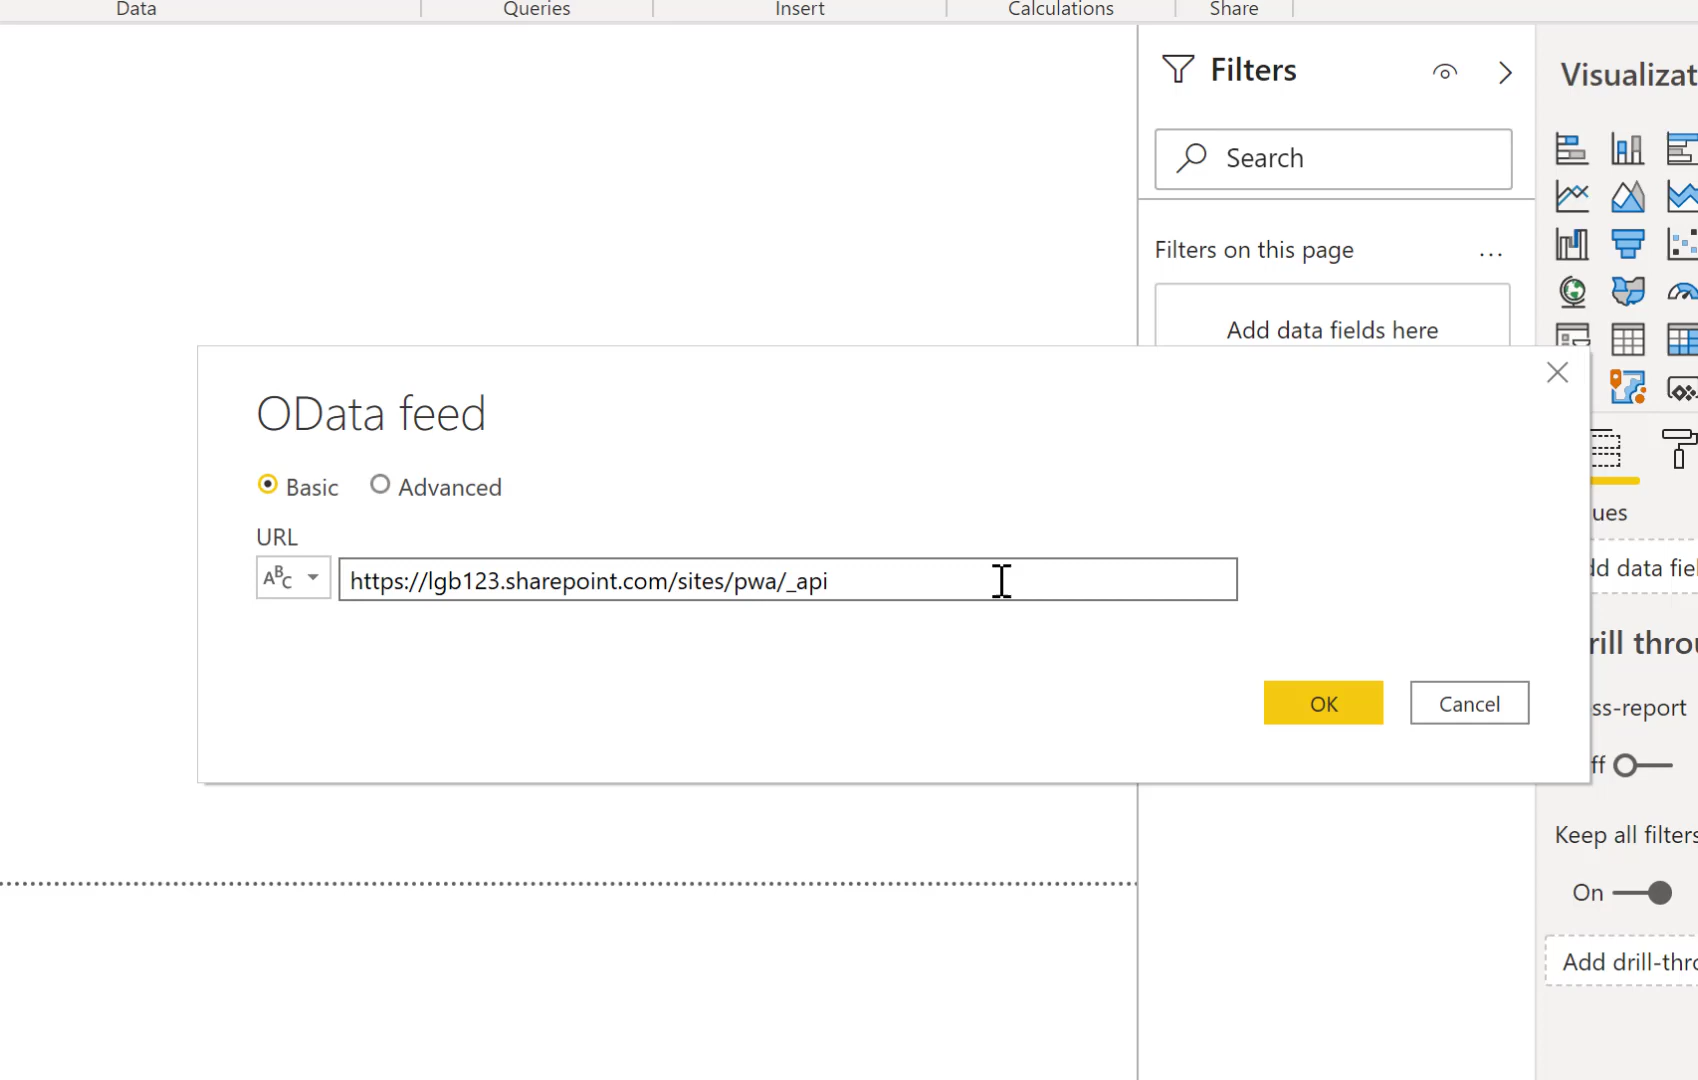 Data
Queries
Insert
Calculations
Share
Filters
Search
Filters on this page
...
Add data fields here
Visualizat
OData feed
Basic
Advanced
URL
ABC
https://lgb123.sharepoint.com/sites/pwa/_api
OK
Cancel
ues
dd data fiel
rill throu
ss-report
ff
Keep all filters
On
Add drill-thro